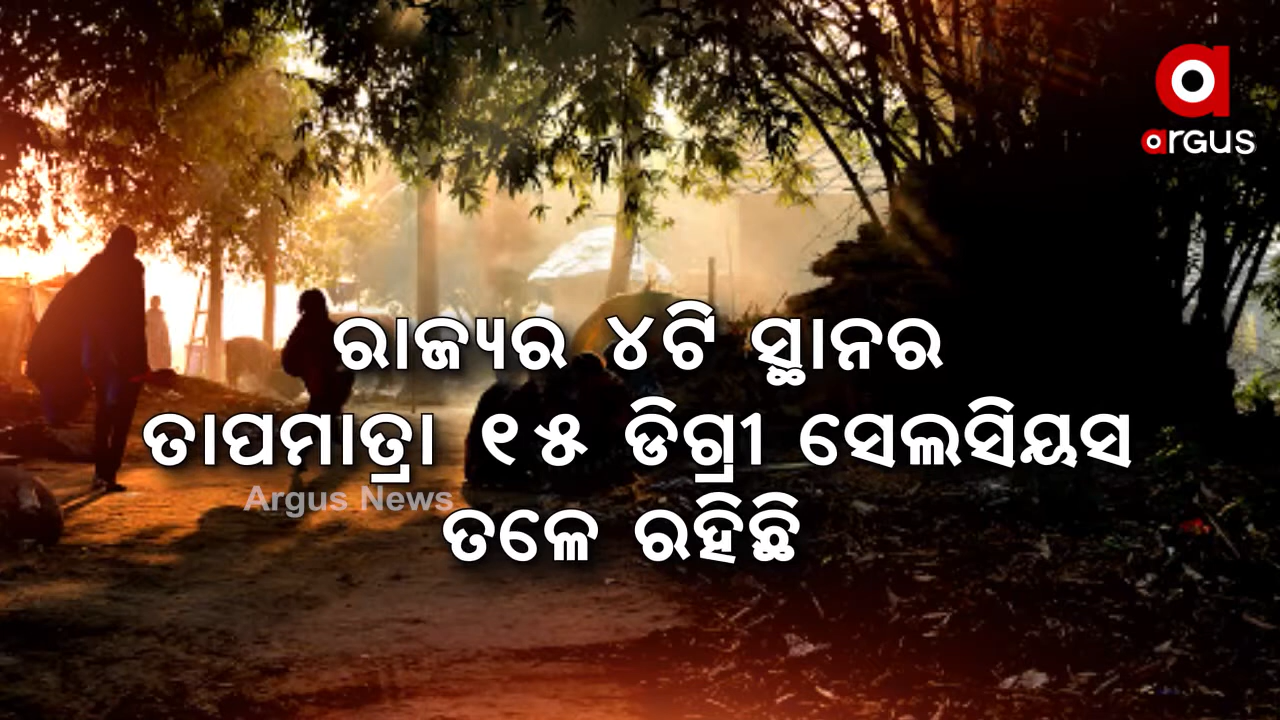 argus
ରାଜ୍ୟର ୪ଟି ସ୍ଥାନର
ତାପମାତ୍ରା ୧୫ ଡିଗ୍ରୀ ସେଲସିୟସ
Argus News
ତଳେ ରହିଛି